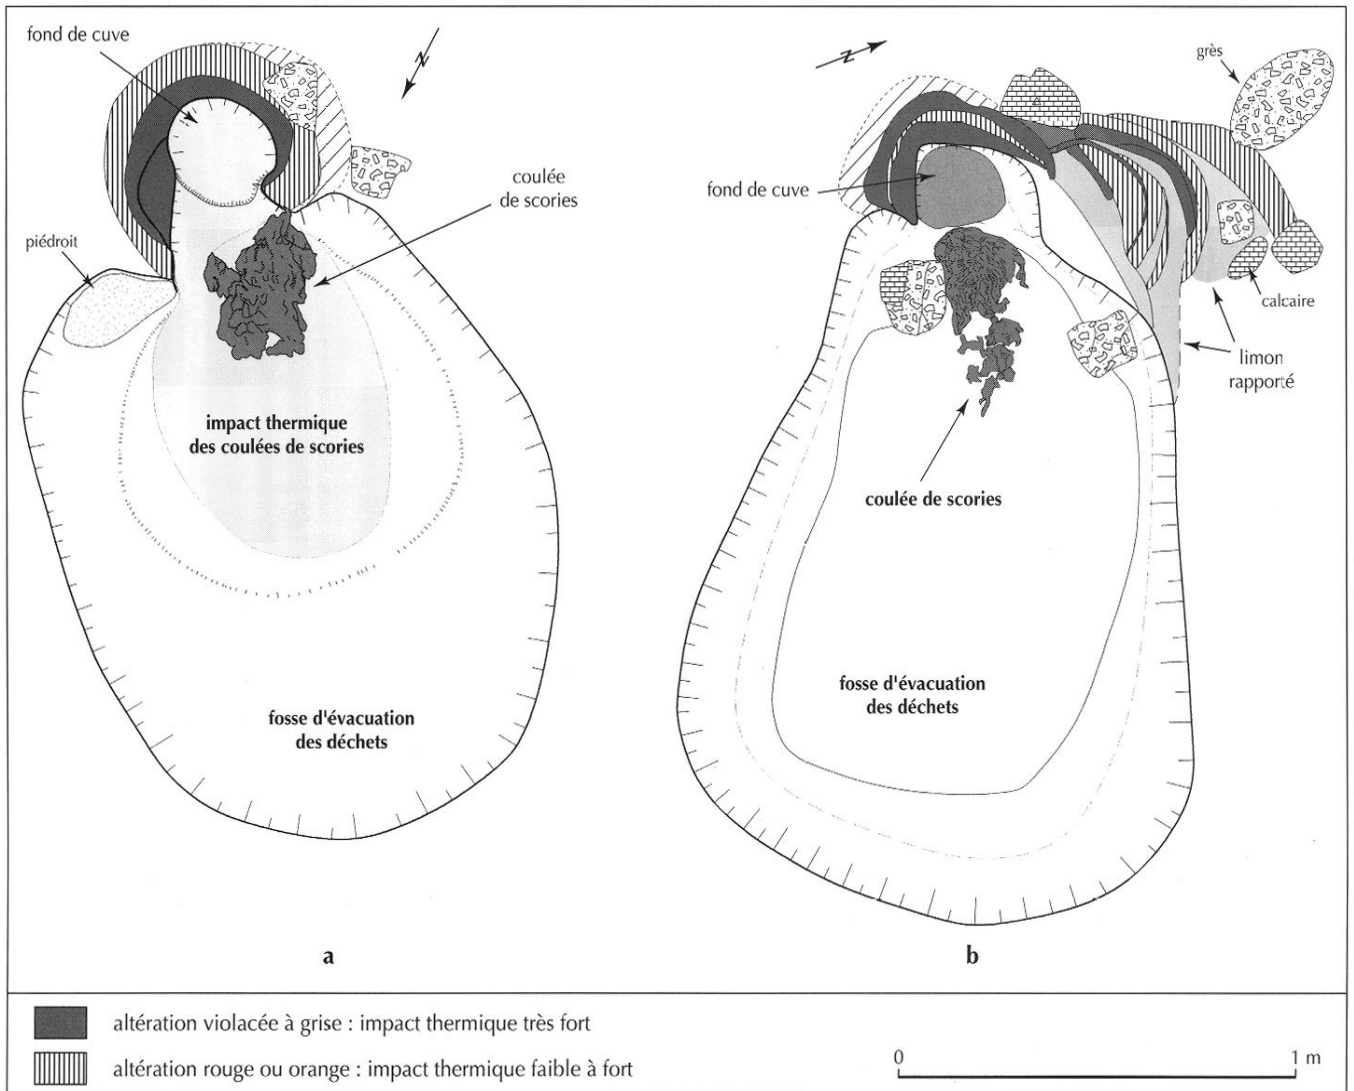 fond de cuve
N
coulée
de scories
piédroit
impact thermique
des coulées de scories
fosse d'évacuation
des déchets
a
N
grès
fond de cuve
calcaire
limon
rapporté
coulée de scories
fosse d'évacuation
des déchets
b
altération violacée à grise : impact thermique très fort
altération rouge ou orange : impact thermique faible à fort
0
1 m